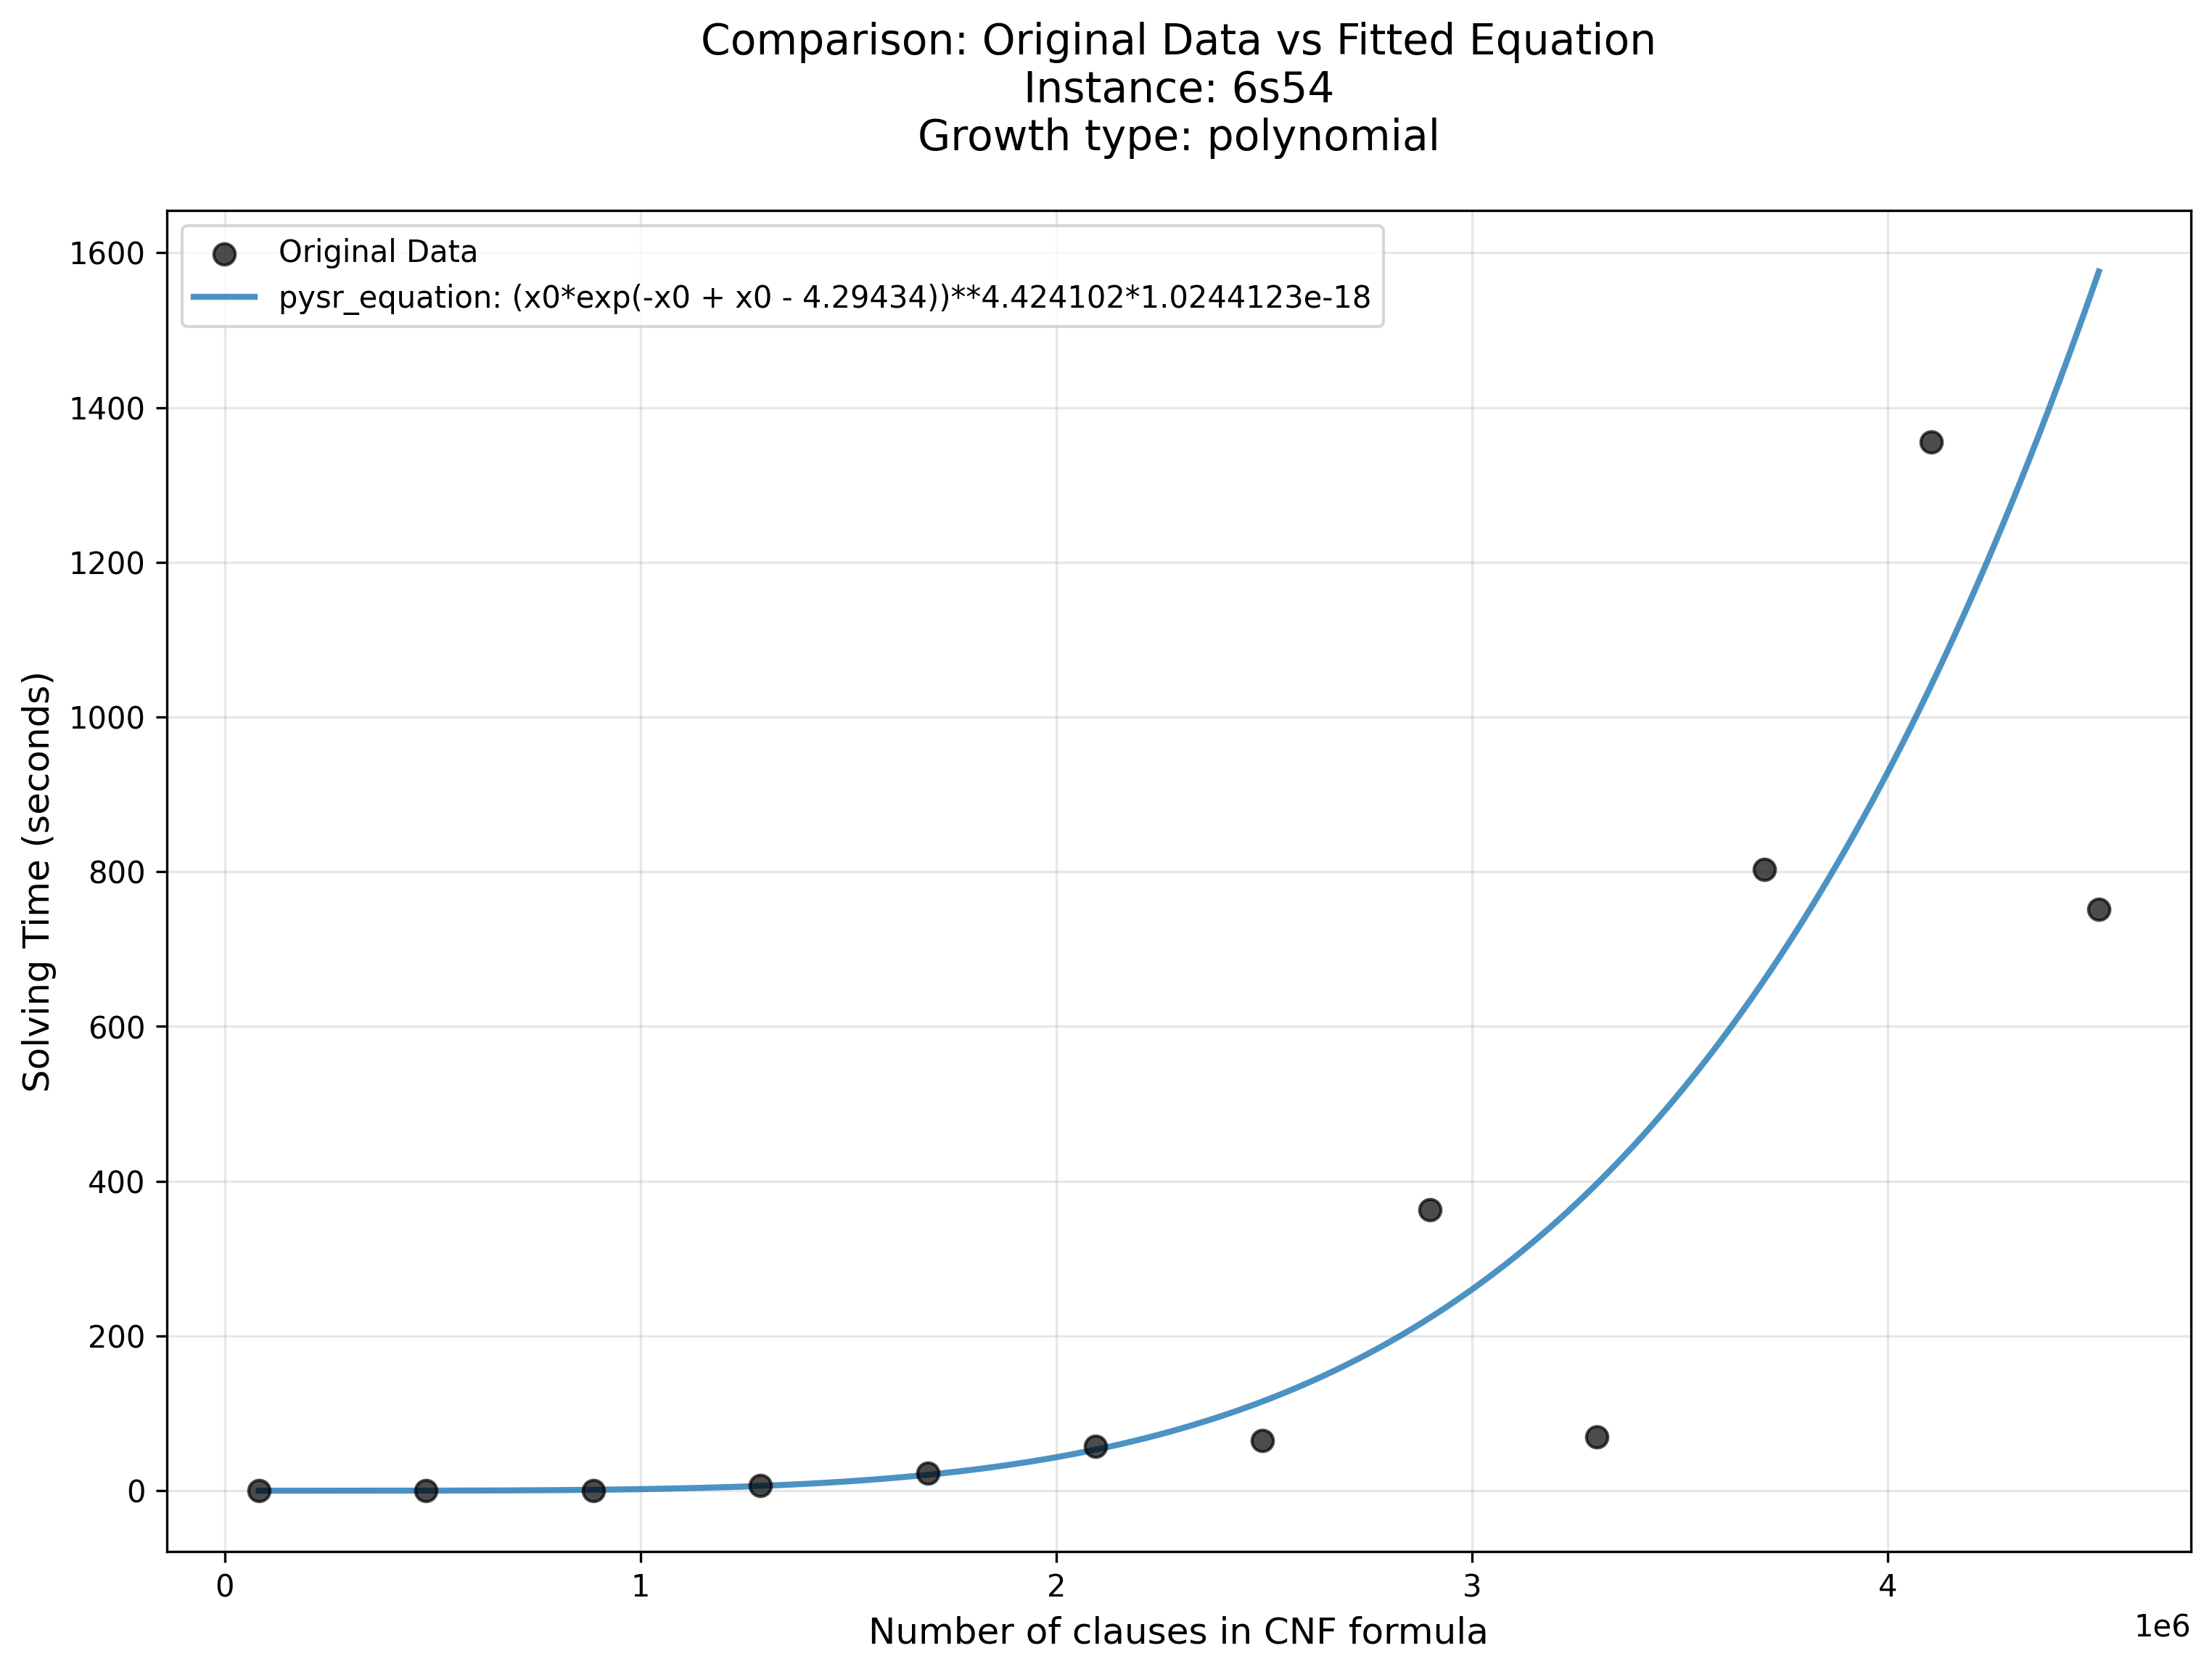 Comparison: Original Data vs Fitted Equation
Instance: 6s54
Growth type: polynomial
Original Data
pysr_equation: (x0*exp(-x0 + x0 - 4.29434))**4.424102*1.0244123e-18
1600
1400
1200
1000
800
600
400
200
0
Solving Time (seconds)
0 1 2 3 4
1e6
Number of clauses in CNF formula